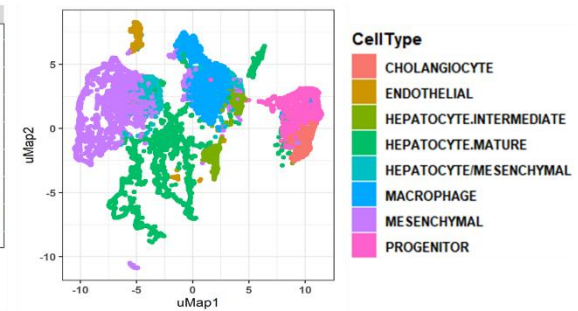 CellType
CHOLANGIOCYTE
ENDOTHELIAL
HEPATOCYTE.INTERMEDIATE
HEPATOCYTE.MATURE
HEPATOCYTE/MESENCHYMAL
MACROPHAGE
MESENCHYMAL
PROGENITOR
uMap2
5
0
-5
-10
-10 -5 0 5 10
uMap1